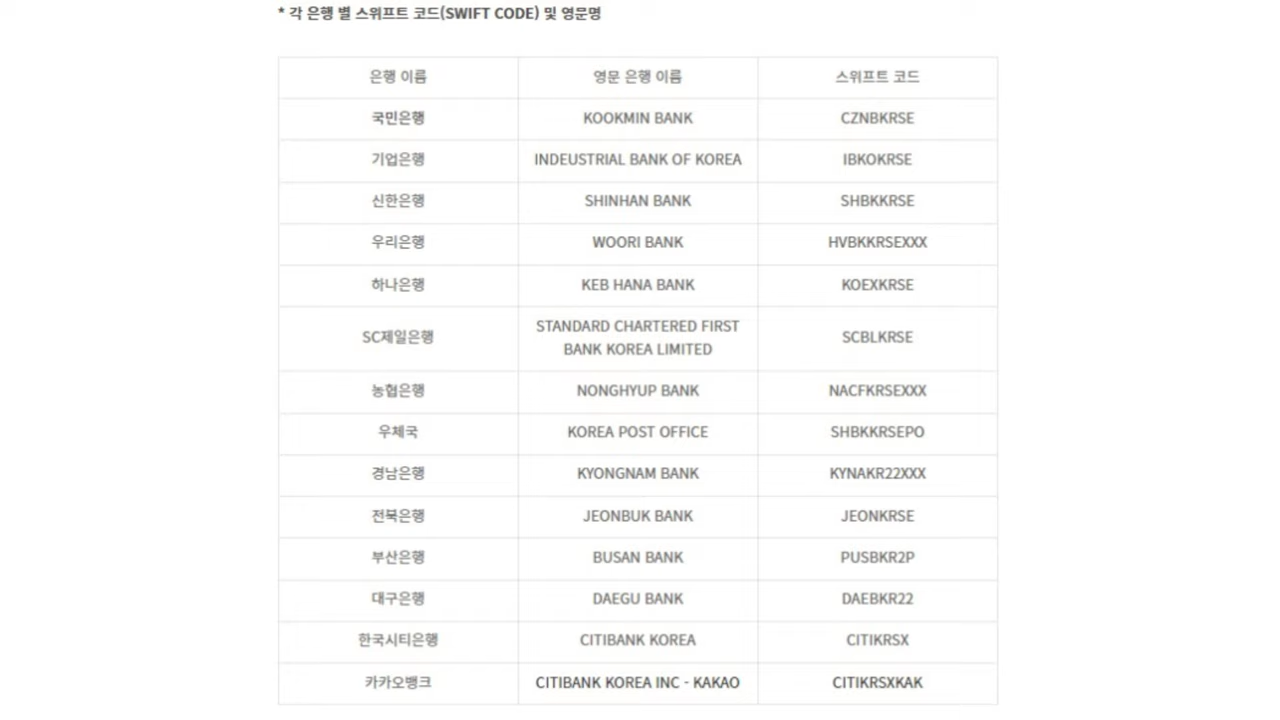 * 각 은행 별 스위프트 코드(SWIFT CODE) 및 영문명
은행 이름 영문 은행 이름 스위프트 코드
국민은행 KOOKMIN BANK CZNBKRSE
기업은행 INDEUSTRIAL BANK OF KOREA IBKOKRSE
신한은행 SHINHAN BANK SHBKKRSE
우리은행 WOORI BANK HVBKKRSEXXX
하나은행 KEB HANA BANK KOEXKRSE
SC제일은행 STANDARD CHARTERED FIRST
BANK KOREA LIMITED SCBLKRSE
농협은행 NONGHYUP BANK NACFKRSEXXX
우체국 KOREA POST OFFICE SHBKKRSEPO
경남은행 KYONGNAM BANK KYNAKR22XXX
전북은행 JEONBUK BANK JEONKRSE
부산은행 BUSAN BANK PUSBKR2P
대구은행 DAEGU BANK DAEBKR22
한국시티은행 CITIBANK KOREA CITIKRSX
카카오뱅크 CITIBANK KOREA INC - KAKAO CITIKRSXKAK